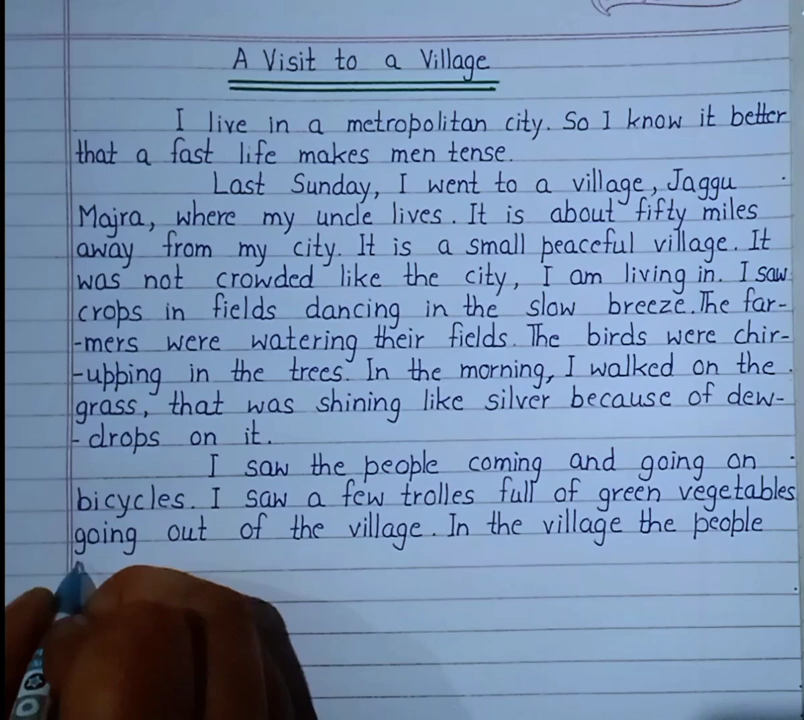 A Visit to a Village
I live in a metropolitan city. So I know it better
that a fast life makes men tense.
Last Sunday, I went to a village, Jaggu
Majra, where my uncle lives. It is about fifty miles
away from my city. It is a small peaceful village. It
was not crowded like the city, I am living in. I saw
crops in fields dancing in the slow breeze. The far-
-mers were watering their fields. The birds were chir-
-upping in the trees. In the morning, I walked on the
grass, that was shining like silver because of dew-
-drops on it.
I saw the people coming and going on
bicycles. I saw a few trolles full of green vegetables
going out of the village. In the village the people